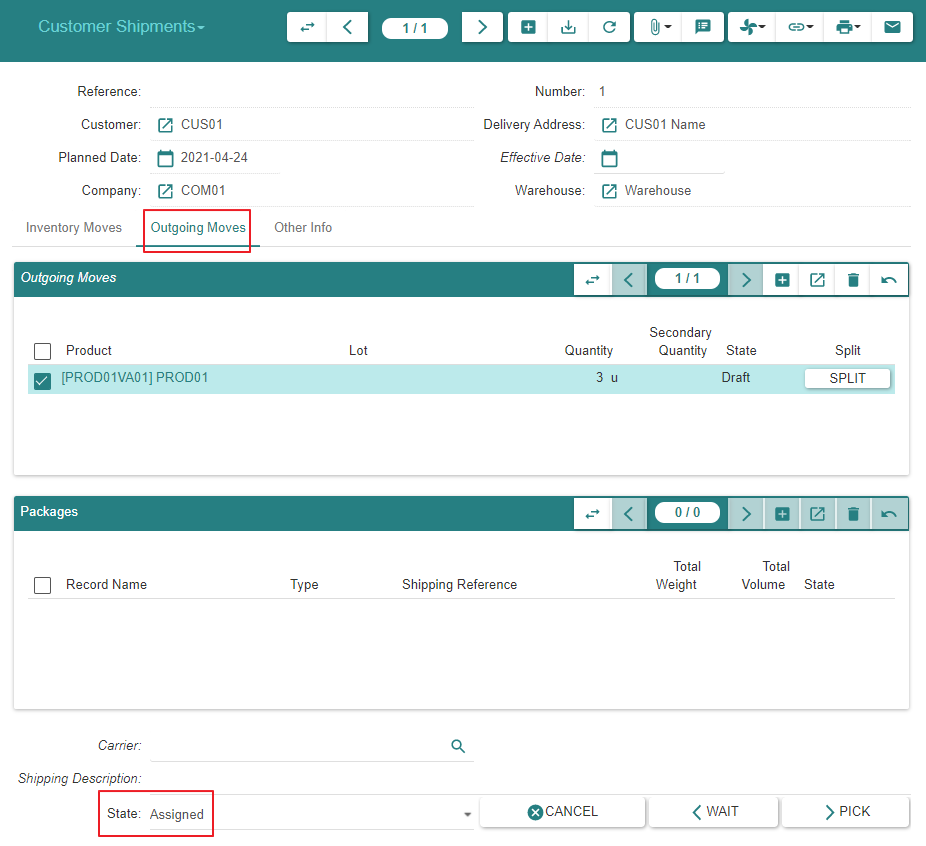 Customer Shipments
1 / 1
Reference:
Number: 1
Customer: CUS01
Delivery Address: CUS01 Name
Planned Date: 2021-04-24
Effective Date:
Company: COM01
Warehouse: Warehouse
Inventory Moves Outgoing Moves Other Info
Outgoing Moves 1 / 1
Product Lot Quantity Secondary Quantity State Split
[PROD01VA01] PROD01 3 u Draft SPLIT
Packages 0 / 0
Record Name Type Shipping Reference Total Weight Total Volume State
Carrier:
Shipping Description:
State: Assigned CANCEL WAIT PICK